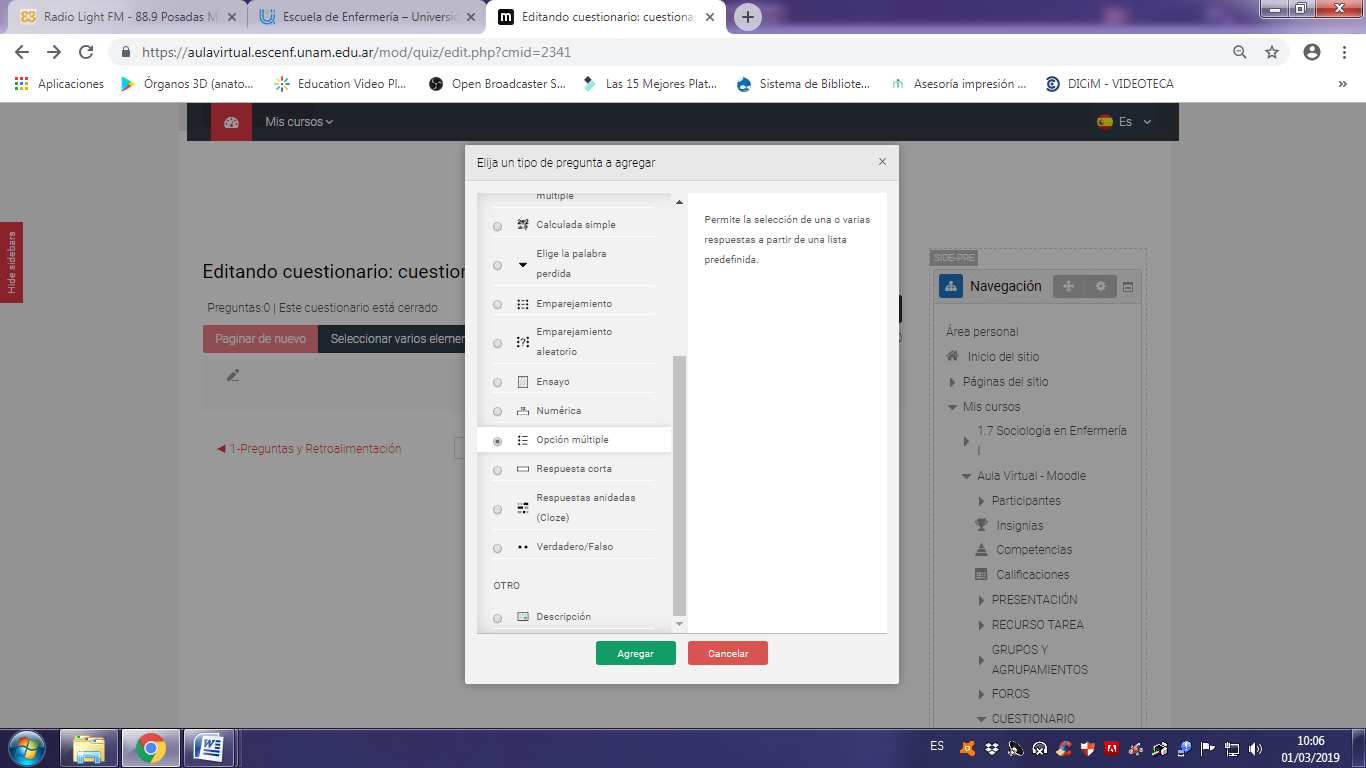 Radio Light FM - 88.9 Posadas M
Escuela de Enfermería – Universi
Editando cuestionario: cuestiona
https://aulavirtual.escenf.unam.edu.ar/mod/quiz/edit.php?cmid=2341
Aplicaciones
Órganos 3D (anato...
Education Video Pl...
Open Broadcaster S...
Las 15 Mejores Plat...
Sistema de Bibliote...
Asesoría impresión ...
DICiM - VIDEOTECA
»
Mis cursos
Es
Hide sidebars
Editando cuestionario: cuestion
Preguntas:0 | Este cuestionario está cerrado
Paginar de nuevo
Seleccionar varios elemen
1-Preguntas y Retroalimentación
Elija un tipo de pregunta a agregar
×
múltiple
Calculada simple
Elige la palabra
perdida
Emparejamiento
Emparejamiento
aleatorio
Ensayo
Numérica
Opción múltiple
Respuesta corta
Respuestas anidadas
(Cloze)
Verdadero/Falso
OTRO
Descripción
Permite la selección de una o varias
respuestas a partir de una lista
predefinida.
Agregar
Cancelar
SIDE-PRE
Navegación
Área personal
Inicio del sitio
Páginas del sitio
Mis cursos
1.7 Sociología en Enfermería
I
Aula Virtual - Moodle
Participantes
Insignias
Competencias
Calificaciones
PRESENTACIÓN
RECURSO TAREA
GRUPOS Y
AGRUPAMIENTOS
FOROS
CUESTIONARIO
ES
10:06
01/03/2019